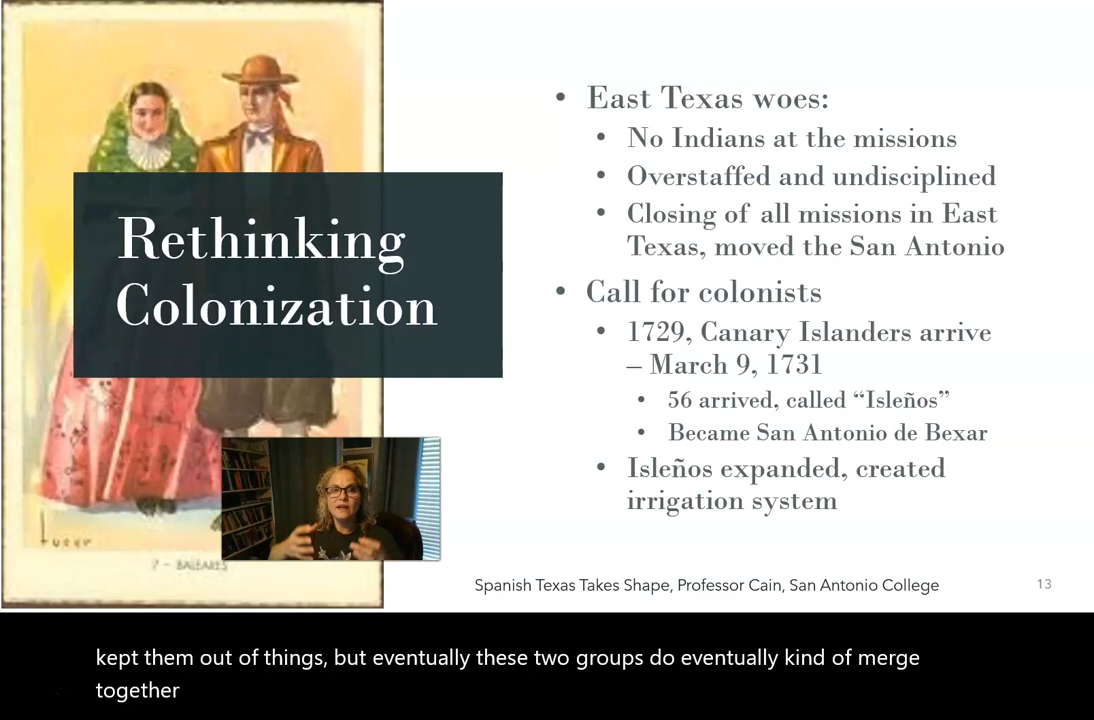 Rethinking
Colonization
• East Texas woes:
• No Indians at the missions
• Overstaffed and undisciplined
• Closing of all missions in East
Texas, moved the San Antonio
• Call for colonists
• 1729, Canary Islanders arrive
– March 9, 1731
• 56 arrived, called “Isleños”
• Became San Antonio de Bexar
• Isleños expanded, created
irrigation system
? - BALEARES
Spanish Texas Takes Shape, Professor Cain, San Antonio College
13
kept them out of things, but eventually these two groups do eventually kind of merge
together